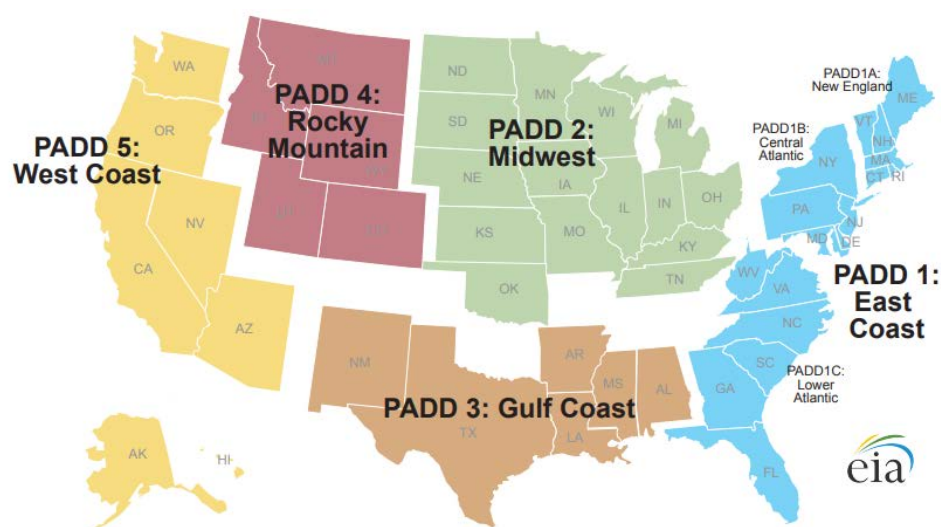 PADD 5:
West Coast
WA
OR
NV
CA
AZ
AK
HI
PADD 4:
Rocky
Mountain
MT
ID
WY
UT
CO
PADD 2:
Midwest
ND
SD
NE
KS
OK
MN
IA
MO
WI
IL
IN
MI
OH
KY
TN
PADD 3: Gulf Coast
NM
TX
AR
LA
MS
AL
PADD1A:
New England
ME
VT
NH
MA
CT
RI
PADD1B:
Central
Atlantic
NY
PA
NJ
MD
DE
PADD 1:
East
Coast
WV
VA
NC
SC
GA
FL
PADD1C:
Lower
Atlantic
eia